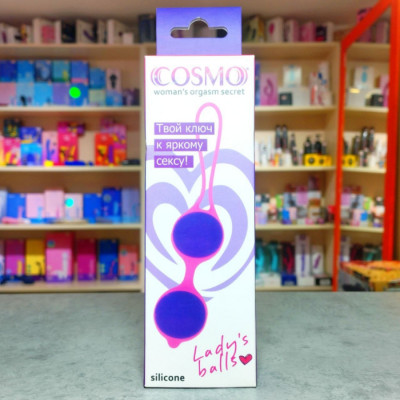 COSMO
woman's orgasm secret
Твой ключ
к яркому
сексу!
Lady's
balls
silicone